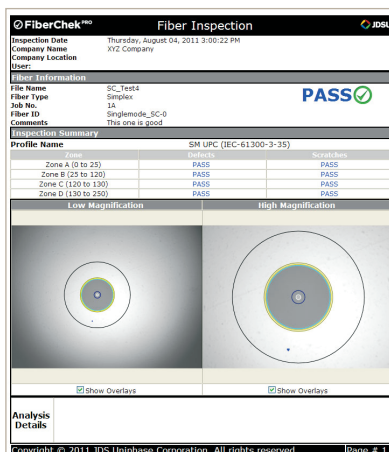 FiberChek PRO Fiber Inspection JDSU
Inspection Date Thursday, August 04, 2011 3:00:22 PM
Company Name XYZ Company
Company Location
User:
Fiber Information
File Name SC_Test4
Fiber Type Simplex
Job No. 1A
Fiber ID Singlemode_SC-0
Comments This one is good
PASS
Inspection Summary
Profile Name SM UPC (IEC-61300-3-35)
Zone Defects Scratches
Zone A (0 to 25) PASS PASS
Zone B (25 to 120) PASS PASS
Zone C (120 to 130) PASS PASS
Zone D (130 to 250) PASS PASS
Low Magnification High Magnification
Show Overlays Show Overlays
Analysis
Details
Copyright © 2011 JDS Uniphase Corporation. All rights reserved. Page # 1